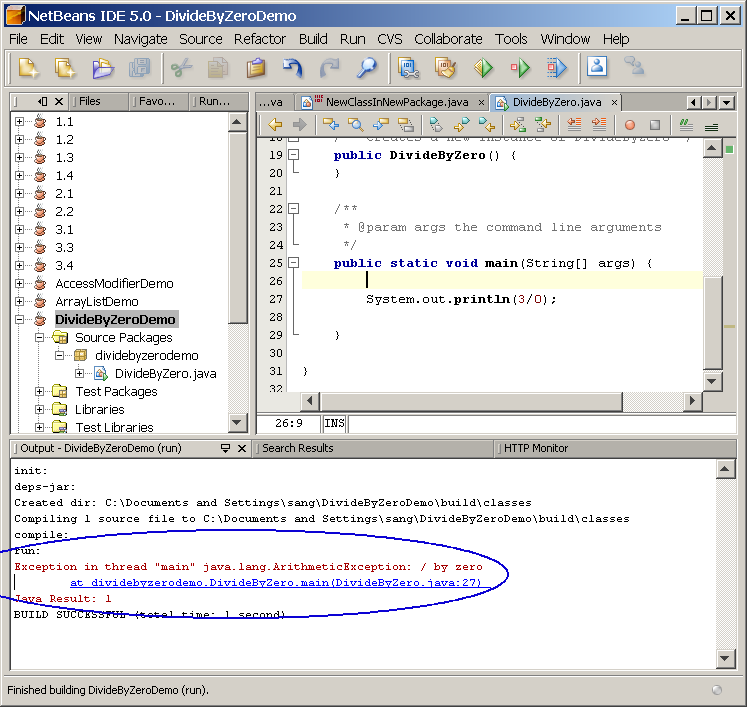 NetBeans IDE 5.0 - DivideByZeroDemo
File Edit View Navigate Source Refactor Build Run CVS Collaborate Tools Window Help
Files Favo... Run...
1.1
1.2
1.3
1.4
2.1
2.2
3.1
3.3
3.4
AccessModifierDemo
ArrayListDemo
DivideByZeroDemo
Source Packages
dividebyzerodemo
DivideByZero.java
Test Packages
Libraries
Test Libraries
...va NewClassInNewPackage.java DivideByZero.java
19 public DivideByZero() {
20 }
21
22 /**
23 * @param args the command line arguments
24 */
25 public static void main(String[] args) {
26
27 System.out.println(3/0);
28
29 }
30
31 }
32
26:9 INS
Output - DivideByZeroDemo (run) Search Results HTTP Monitor
init:
deps-jar:
Created dir: C:\Documents and Settings\sang\DivideByZeroDemo\build\classes
Compiling 1 source file to C:\Documents and Settings\sang\DivideByZeroDemo\build\classes
compile:
run:
Exception in thread "main" java.lang.ArithmeticException: / by zero
at dividebyzerodemo.DivideByZero.main(DivideByZero.java:27)
Java Result: 1
BUILD SUCCESSFUL (total time: 1 second)
Finished building DivideByZeroDemo (run).